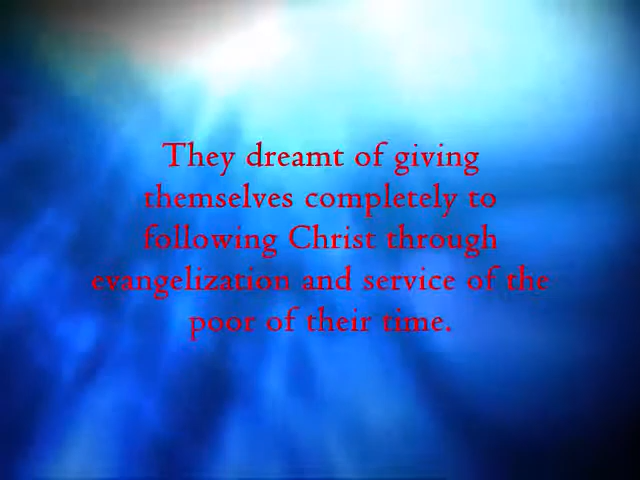 They dreamt of giving
themselves completely to
following Christ through
evangelization and service of the
poor of their time.